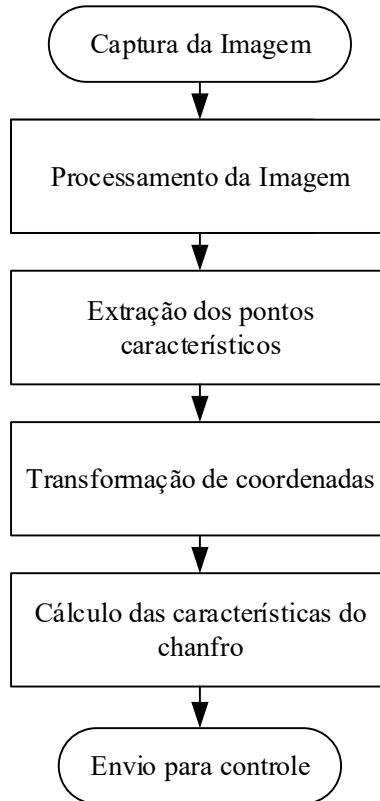 Captura da Imagem
Processamento da Imagem
Extração dos pontos
característicos
Transformação de coordenadas
Cálculo das características do
chanfro
Envio para controle